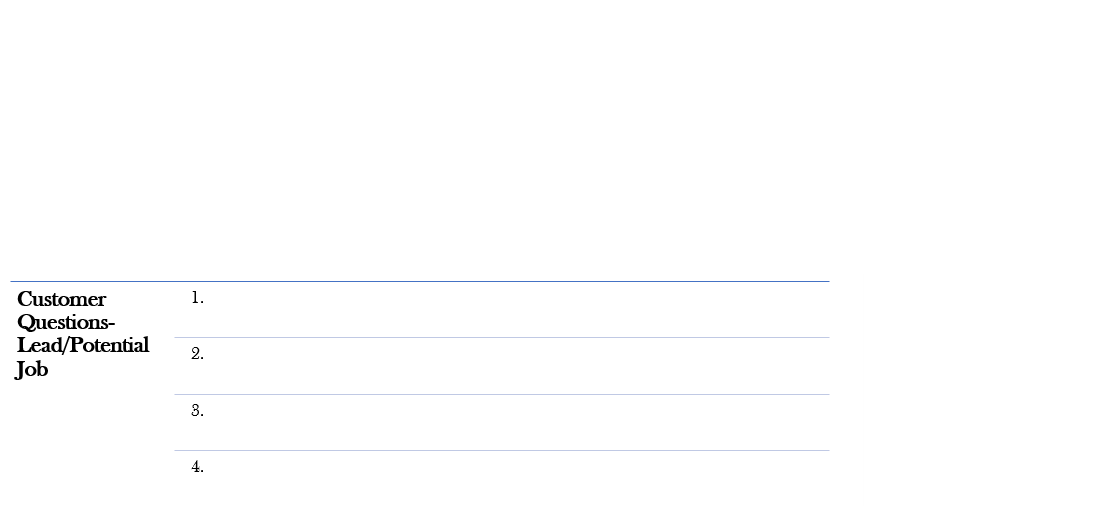 Customer
Questions-
Lead/Potential
Job
1.
2.
3.
4.